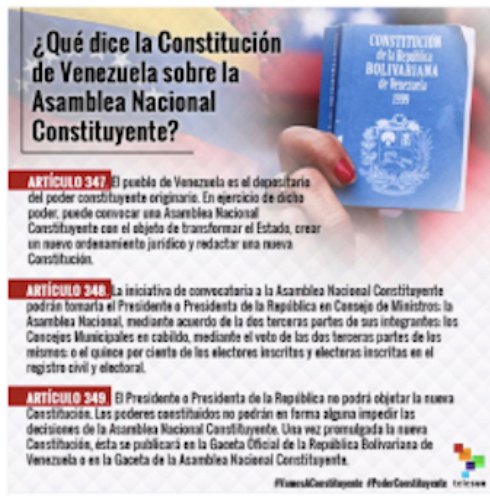 ¿Qué dice la Constitución
de Venezuela sobre la
Asamblea Nacional
Constituyente?
CONSTITUCIÓN
de la República
BOLIVARIANA
de Venezuela
1999
ARTÍCULO 347. El pueblo de Venezuela es el depositario
del poder constituyente originario. En ejercicio de dicho
poder, puede convocar una Asamblea Nacional
Constituyente con el objeto de transformar el Estado, crear
un nuevo ordenamiento jurídico y redactar una nueva
Constitución.
ARTÍCULO 348. La iniciativa de convocatoria a la Asamblea Nacional Constituyente
podrán tomarla el Presidente o Presidenta de la República en Consejo de Ministros; la
Asamblea Nacional, mediante acuerdo de la dos terceras partes de sus integrantes; los
Concejos Municipales en cabildo, mediante el voto de las dos terceras partes de los
mismos; o el quince por ciento de los electores inscritos y electoras inscritas en el
registro civil y electoral.
ARTÍCULO 349. El Presidente o Presidenta de la República no podrá objetar la nueva
Constitución. Los poderes constituidos no podrán en forma alguna impedir las
decisiones de la Asamblea Nacional Constituyente. Una vez promulgada la nueva
Constitución, ésta se publicará en la Gaceta Oficial de la República Bolivariana de
Venezuela o en la Gaceta de la Asamblea Nacional Constituyente.
#VamosAConstituyente #PoderConstituyente teleSUR